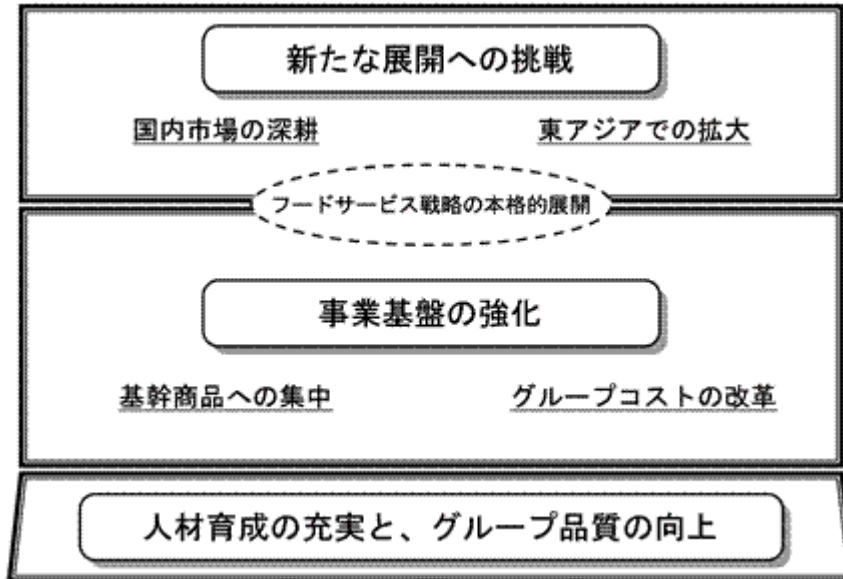 新たな展開への挑戦
国内市場の深耕 東アジアでの拡大
フードサービス戦略の本格的展開
事業基盤の強化
基幹商品への集中 グループコストの改革
人材育成の充実と、グループ品質の向上